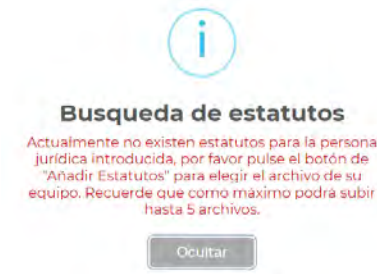 Busqueda de estatutos
Actualmente no existen estatutos para la persona
jurídica introducida, por favor pulse el botón de
"Añadir Estatutos" para elegir el archivo de su
equipo. Recuerde que como máximo podrá subir
hasta 5 archivos.
Ocultar